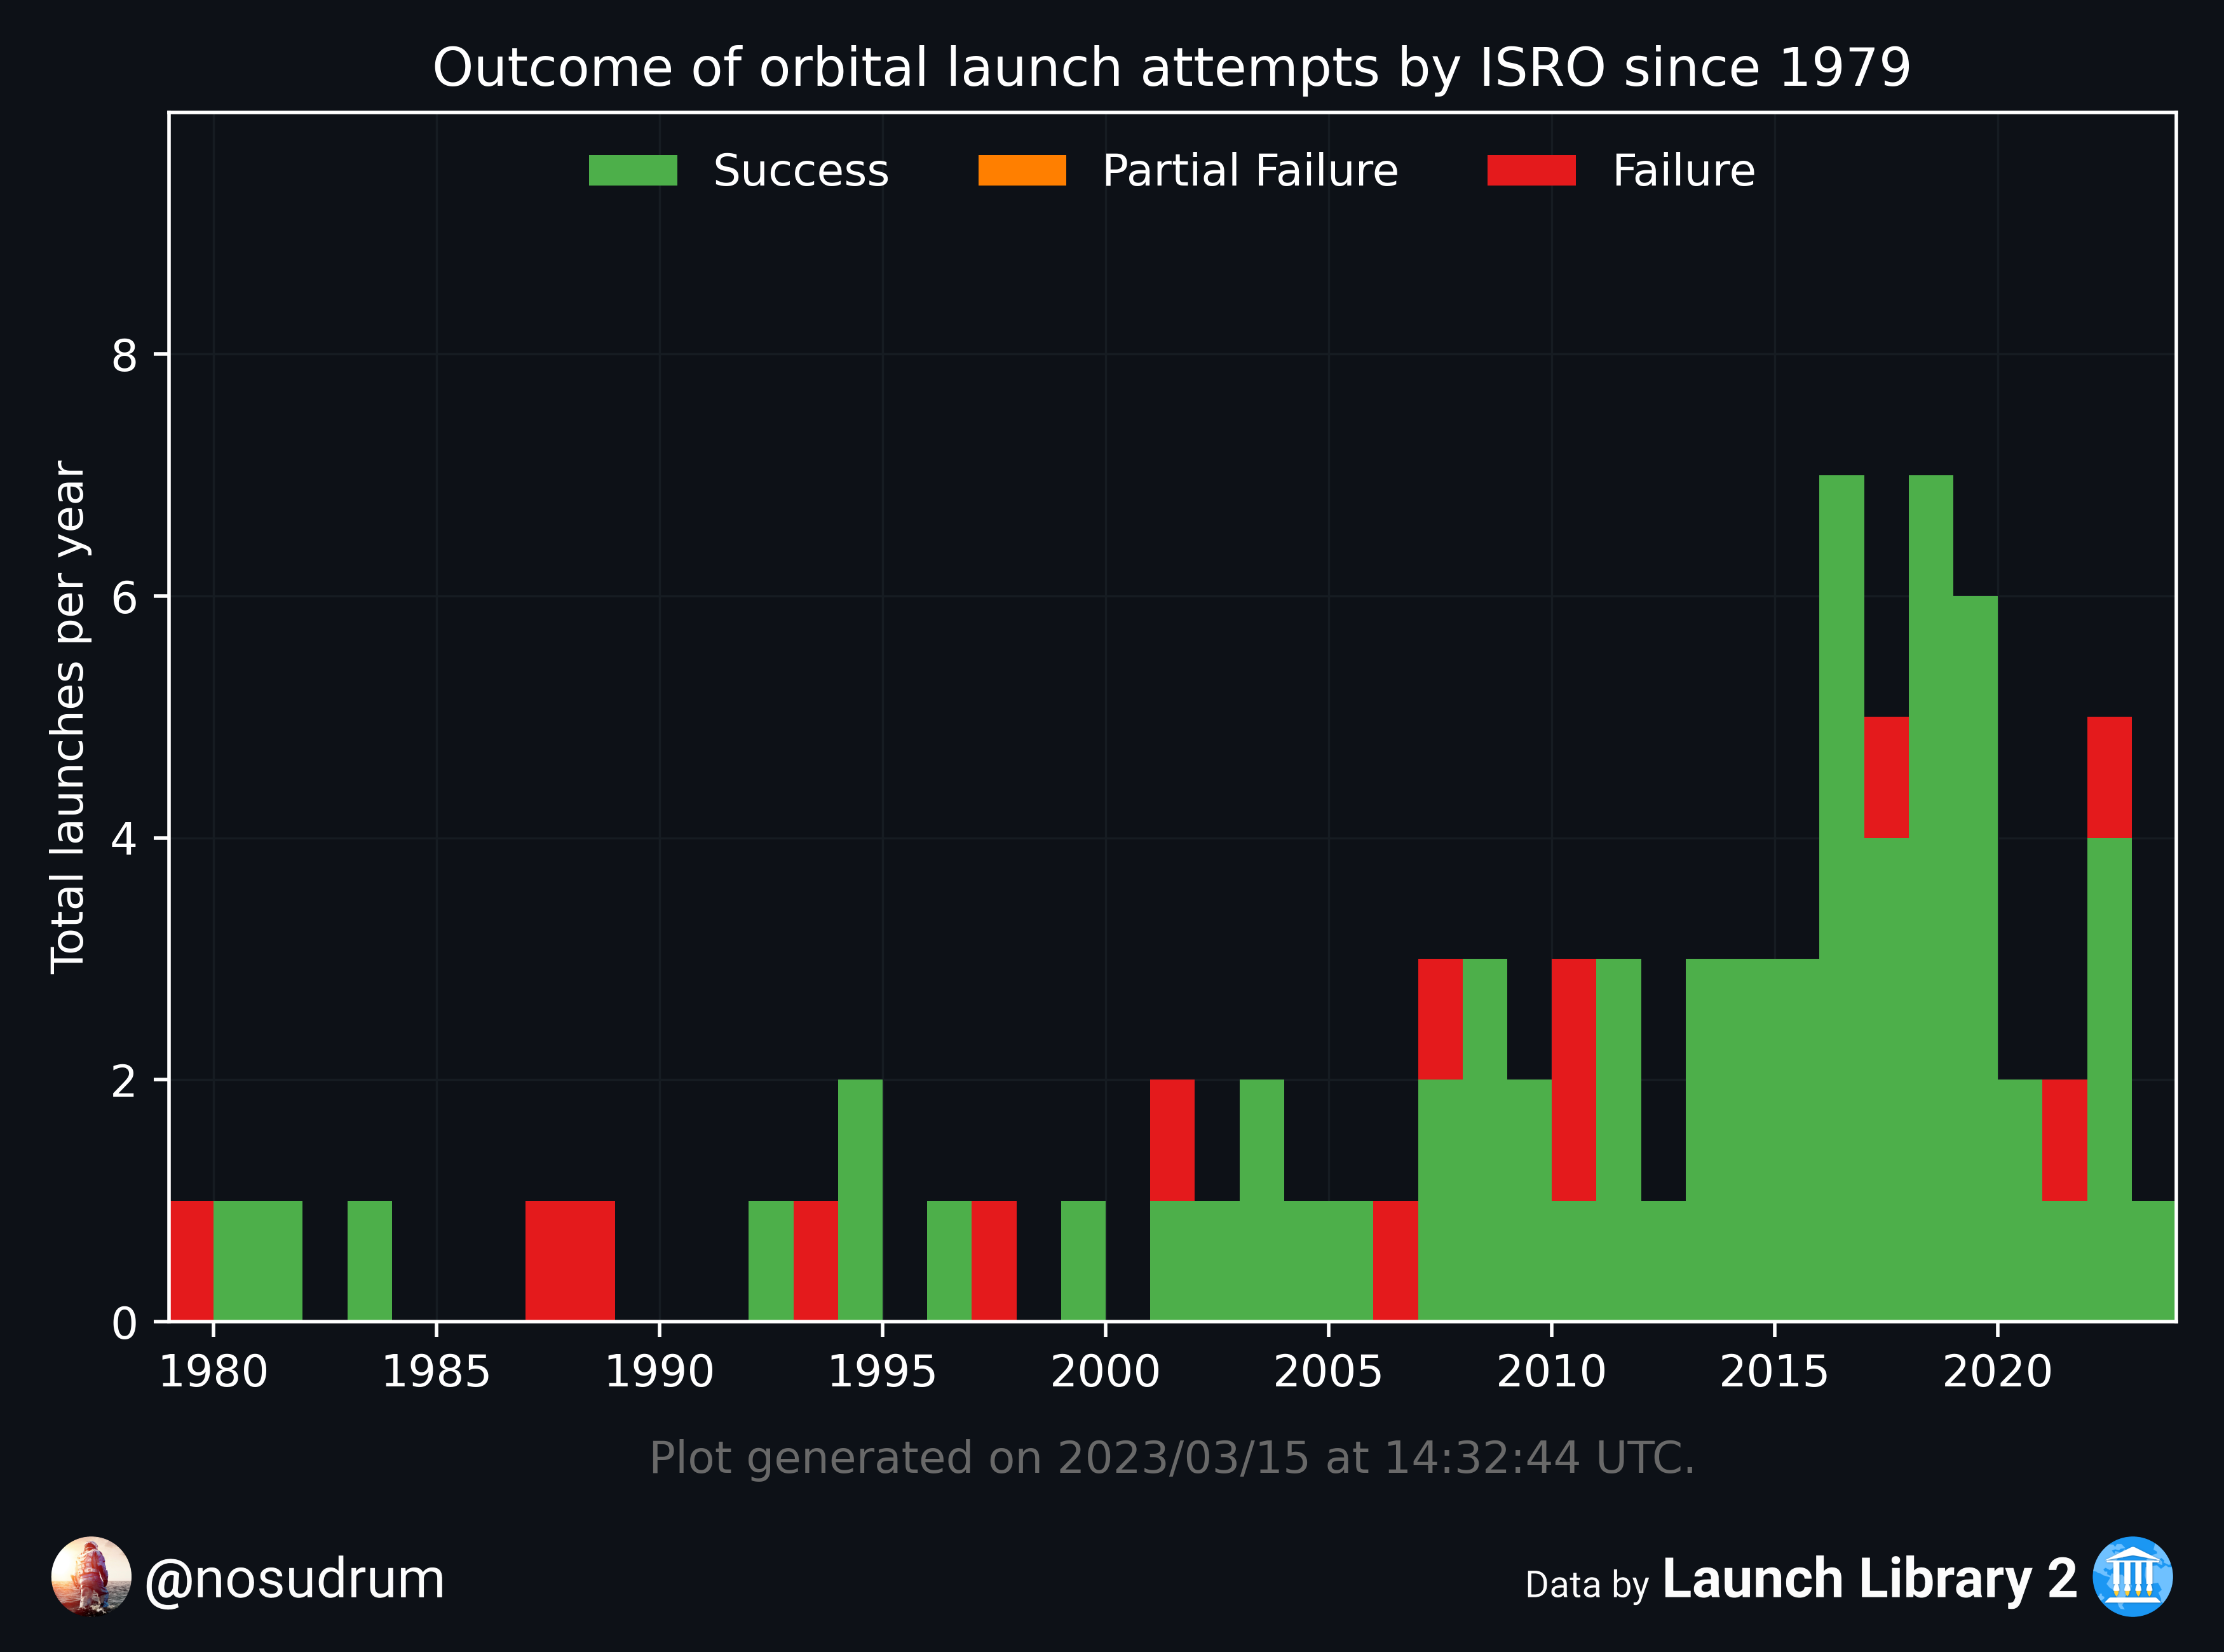 Outcome of orbital launch attempts by ISRO since 1979
Success Partial Failure Failure
Total launches per year
8
6
4
2
0
1980 1985 1990 1995 2000 2005 2010 2015 2020
Plot generated on 2023/03/15 at 14:32:44 UTC.
@nosudrum
Data by Launch Library 2